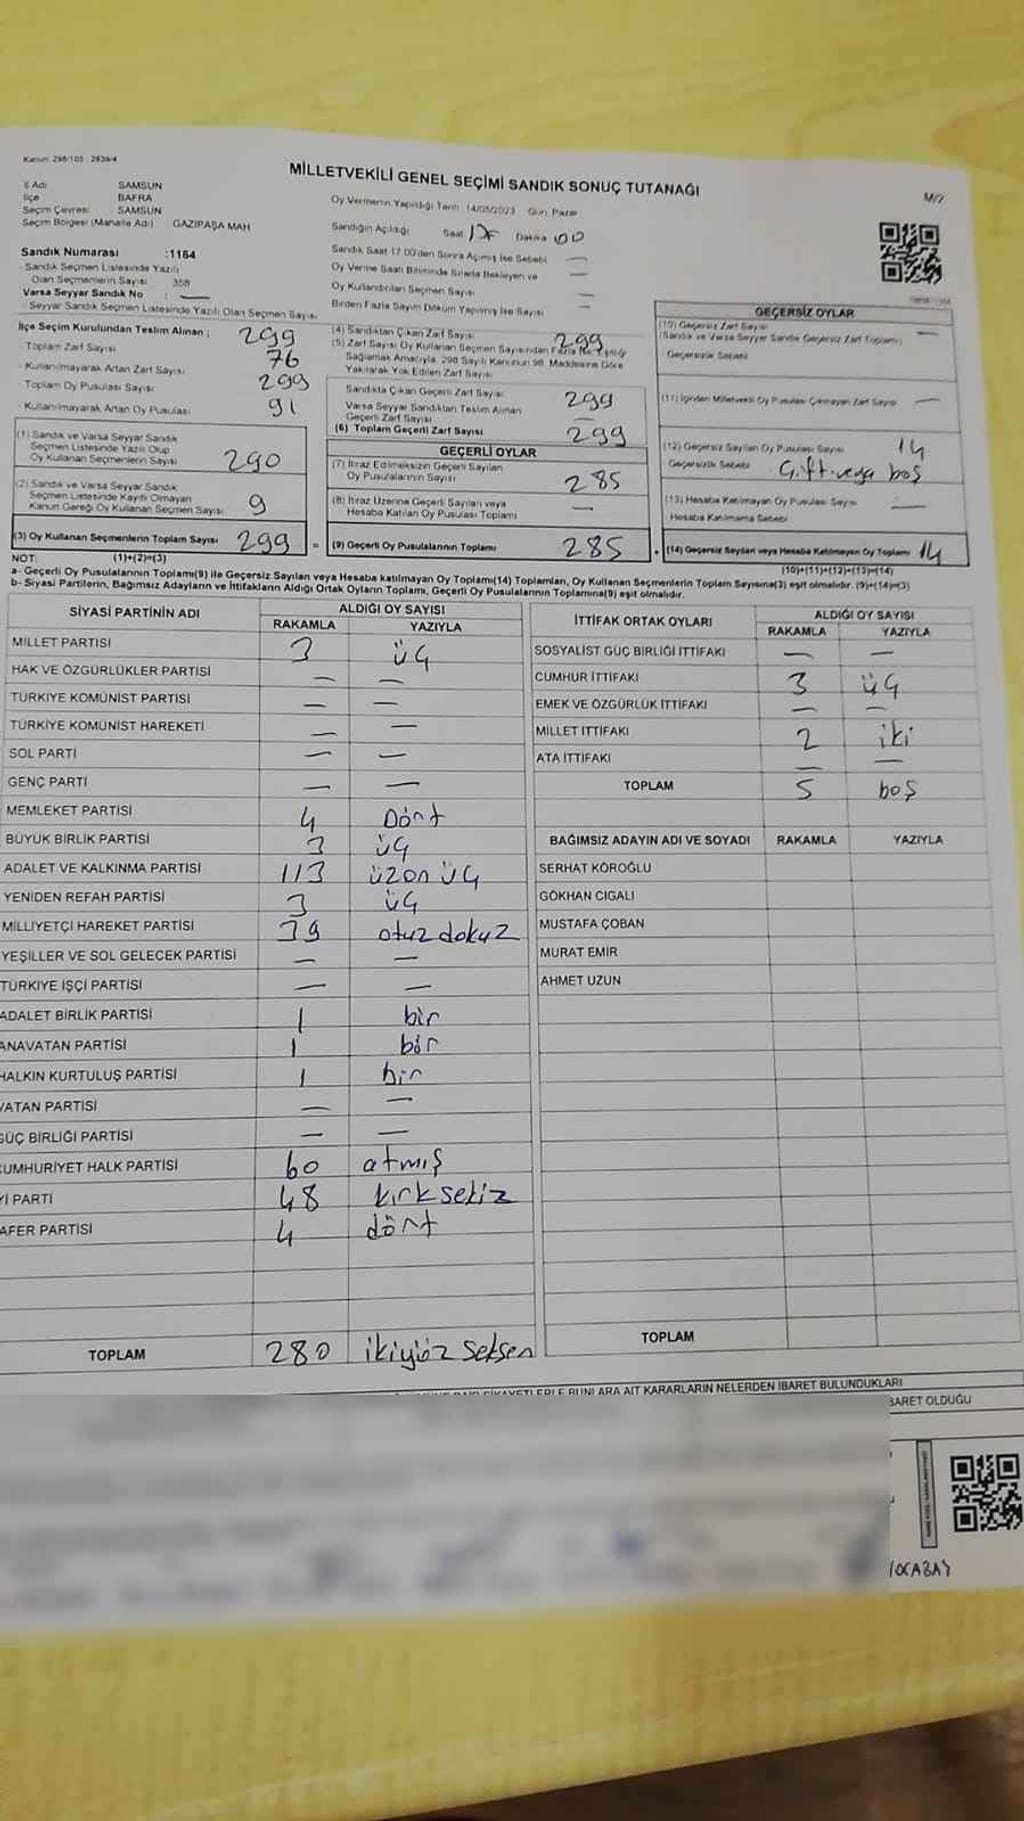 Kanun: 298/105 - 2839/4
MİLLETVEKİLİ GENEL SEÇİMİ SANDIK SONUÇ TUTANAĞI
M/2
İl Adı SAMSUN
İlçe BAFRA
Seçim Çevresi SAMSUN
Seçim Bölgesi (Mahalle Adı) GAZİPAŞA MAH
Sandık Numarası :1164
Sandık Seçmen Listesinde Yazılı
Olan Seçmenlerin Sayısı 358
Varsa Seyyar Sandık No : —
Seyyar Sandık Seçmen Listesinde Yazılı Olan Seçmen Sayısı
Oy Vermenin Yapıldığı Tarih: 14/05/2023 Gün: Pazar
Sandığın Açıldığı Saat 17 Dakika 00
Sandık Saat 17.00'den Sonra Açılmış İse Sebebi —
Oy Verme Saati Bitiminde Sırada Bekleyen ve —
Oy Kullandırılan Seçmen Sayısı —
Birden Fazla Sayım Döküm Yapılmış İse Sayısı —
İlçe Seçim Kurulundan Teslim Alınan :
Toplam Zarf Sayısı 299
- Kullanılmayarak Artan Zarf Sayısı 76
Toplam Oy Pusulası Sayısı 299
- Kullanılmayarak Artan Oy Pusulası 91
(1) Sandık ve Varsa Seyyar Sandık
Seçmen Listesinde Yazılı Olup
Oy Kullanan Seçmenlerin Sayısı 290
(2) Sandık ve Varsa Seyyar Sandık
Seçmen Listesinde Kayıtlı Olmayan
Kanun Gereği Oy Kullanan Seçmen Sayısı 9
(3) Oy Kullanan Seçmenlerin Toplam Sayısı 299
(1)+(2)=(3)
(4) Sandıktan Çıkan Zarf Sayısı 299
(5) Zarf Sayısı Oy Kullanan Seçmen Sayısından Fazla İse Eşitliği
Sağlamak Amacıyla, 298 Sayılı Kanunun 98. Maddesine Göre
Yakılarak Yok Edilen Zarf Sayısı
Sandıkta Çıkan Geçerli Zarf Sayısı 299
Varsa Seyyar Sandıktan Teslim Alınan
Geçerli Zarf Sayısı —
(6) Toplam Geçerli Zarf Sayısı 299
GEÇERLİ OYLAR
(7) İtiraz Edilmeksizin Geçerli Sayılan
Oy Pusulalarının Sayısı 285
(8) İtiraz Üzerine Geçerli Sayılan veya
Hesaba Katılan Oy Pusulası Toplamı —
= (9) Geçerli Oy Pusulalarının Toplamı 285
GEÇERSİZ OYLAR
(10) Geçersiz Zarf Sayısı
(Sandık ve Varsa Seyyar Sandık Geçersiz Zarf Toplamı) —
Geçersizlik Sebebi
(11) İçinden Milletvekili Oy Pusulası Çıkmayan Zarf Sayısı —
(12) Geçersiz Sayılan Oy Pusulası Sayısı 14
Geçersizlik Sebebi Çift veya boş
(13) Hesaba Katılmayan Oy Pusulası Sayısı —
Hesaba Katılmama Sebebi
+ (14) Geçersiz Sayılan veya Hesaba Katılmayan Oy Toplamı 14
(10)+(11)+(12)+(13)=(14)
NOT:
a- Geçerli Oy Pusulalarının Toplamı(9) ile Geçersiz Sayılan veya Hesaba katılmayan Oy Toplamı(14) Toplamları, Oy Kullanan Seçmenlerin Toplam Sayısına(3) eşit olmalıdır. (9)+(14)=(3)
b- Siyasi Partilerin, Bağımsız Adayların ve İttifakların Aldığı Ortak Oyların Toplamı, Geçerli Oy Pusulalarının Toplamına(9) eşit olmalıdır.
SİYASİ PARTİNİN ADI ALDIĞI OY SAYISI
RAKAMLA YAZIYLA
MİLLET PARTİSİ 3 üç
HAK VE ÖZGÜRLÜKLER PARTİSİ — —
TÜRKİYE KOMÜNİST PARTİSİ — —
TÜRKİYE KOMÜNİST HAREKETİ — —
SOL PARTİ — —
GENÇ PARTİ — —
MEMLEKET PARTİSİ 4 Dört
BÜYÜK BİRLİK PARTİSİ 3 üç
ADALET VE KALKINMA PARTİSİ 113 üzon üç
YENİDEN REFAH PARTİSİ 3 üç
MİLLİYETÇİ HAREKET PARTİSİ 39 otuz dokuz
YEŞİLLER VE SOL GELECEK PARTİSİ — —
TÜRKİYE İŞÇİ PARTİSİ — —
ADALET BİRLİK PARTİSİ 1 bir
ANAVATAN PARTİSİ 1 bir
HALKIN KURTULUŞ PARTİSİ 1 bir
VATAN PARTİSİ — —
GÜÇ BİRLİĞİ PARTİSİ — —
CUMHURİYET HALK PARTİSİ 60 atmış
Yİ PARTİ 48 kırk sekiz
AFER PARTİSİ 4 dört
TOPLAM 280 ikiyüz seksen
İTTİFAK ORTAK OYLARI ALDIĞI OY SAYISI
RAKAMLA YAZIYLA
SOSYALİST GÜÇ BİRLİĞİ İTTİFAKI — —
CUMHUR İTTİFAKI 3 üç
EMEK VE ÖZGÜRLÜK İTTİFAKI — —
MİLLET İTTİFAKI 2 iki
ATA İTTİFAKI — —
TOPLAM 5 boş
BAĞIMSIZ ADAYIN ADI VE SOYADI RAKAMLA YAZIYLA
SERHAT KÖROĞLU
GÖKHAN CIGALI
MUSTAFA ÇOBAN
MURAT EMİR
AHMET UZUN
TOPLAM
BUNLARA AİT KARARLARIN NELERDEN İBARET BULUNDUKLARI
BARET OLDUĞU
KOCABAY